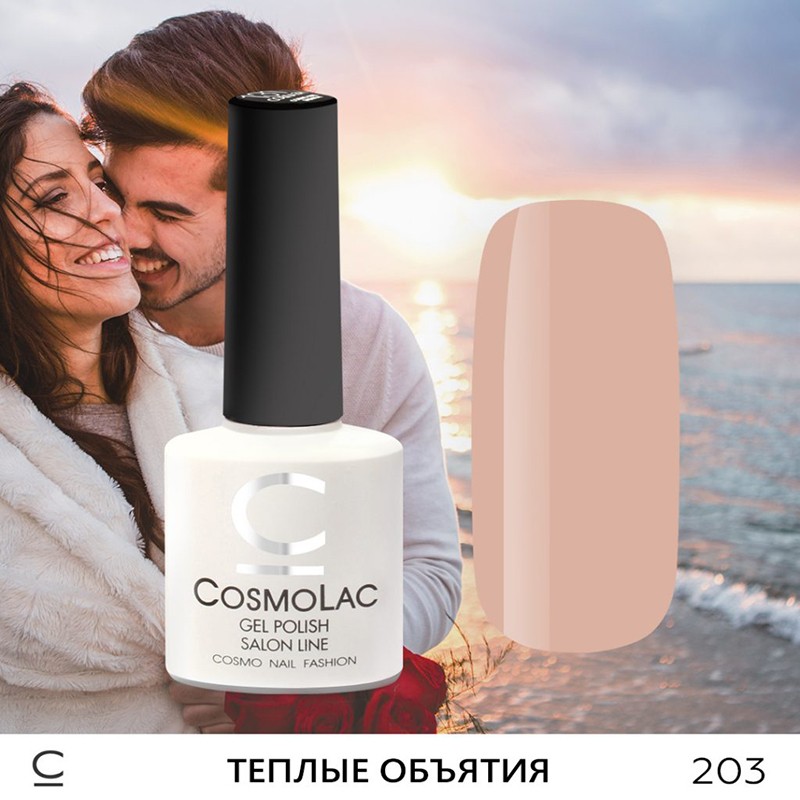 COSMOLAC
GEL POLISH
SALON LINE
COSMO NAIL FASHION
ТЕПЛЫЕ ОБЪЯТИЯ 203